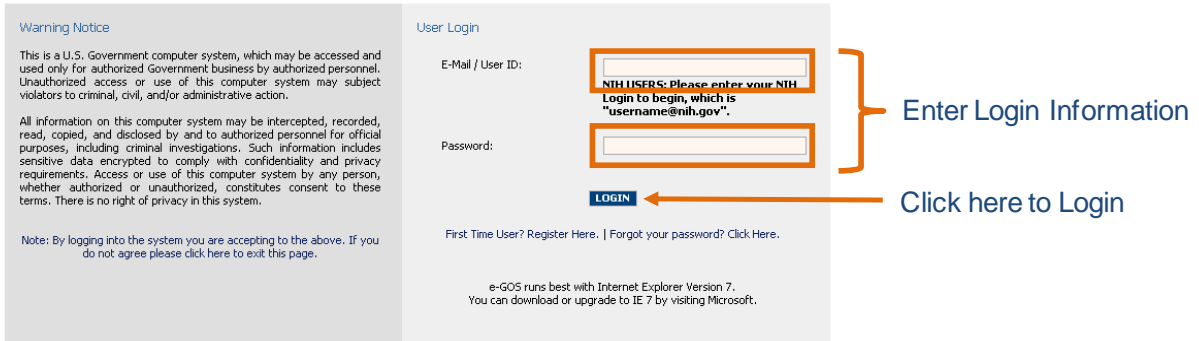 Warning Notice
This is a U.S. Government computer system, which may be accessed and
used only for authorized Government business by authorized personnel.
Unauthorized access or use of this computer system may subject
violators to criminal, civil, and/or administrative action.
All information on this computer system may be intercepted, recorded,
read, copied, and disclosed by and to authorized personnel for official
purposes, including criminal investigations. Such information includes
sensitive data encrypted to comply with confidentiality and privacy
requirements. Access or use of this computer system by any person,
whether authorized or unauthorized, constitutes consent to these
terms. There is no right of privacy in this system.
Note: By logging into the system you are accepting to the above. If you
do not agree please click here to exit this page.
User Login
E-Mail / User ID:
NIH USERS: Please enter your NIH
Login to begin, which is
"username@nih.gov".
Password:
LOGIN
First Time User? Register Here. | Forgot your password? Click Here.
e-GOS runs best with Internet Explorer Version 7.
You can download or upgrade to IE 7 by visiting Microsoft.
Enter Login Information
Click here to Login